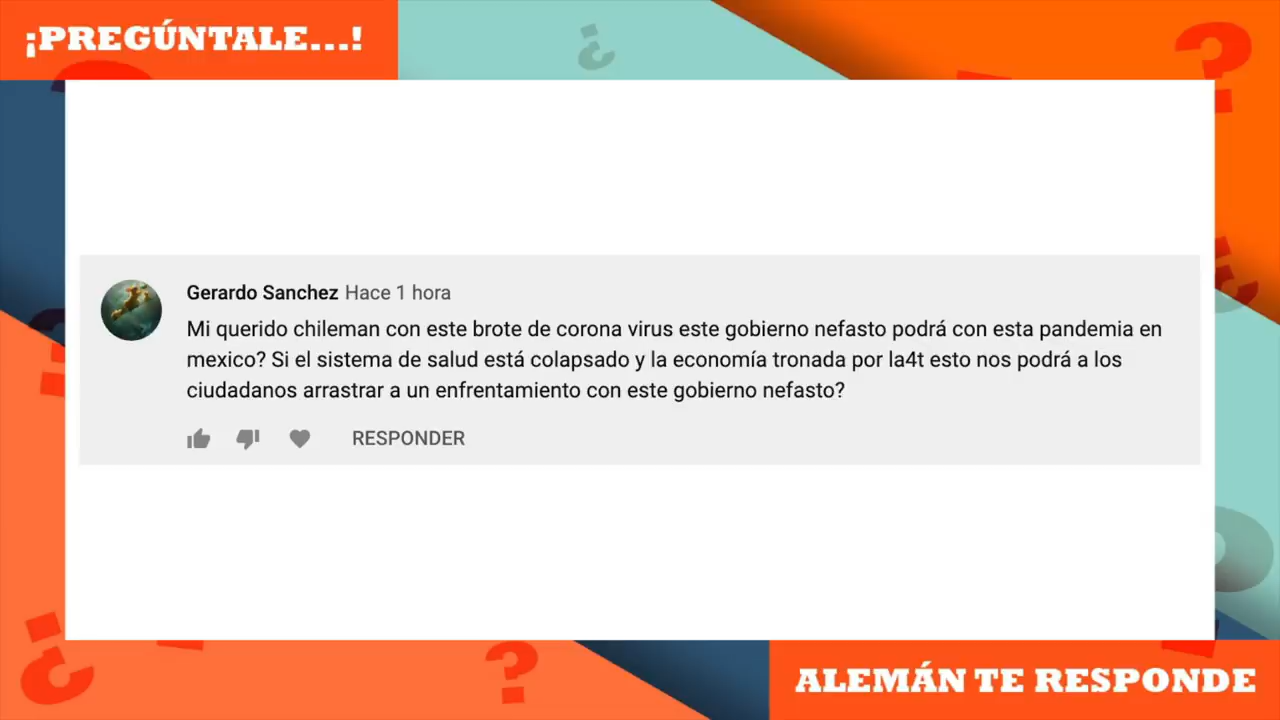 ¡PREGÚNTALE...!
Gerardo Sanchez Hace 1 hora
Mi querido chileman con este brote de corona virus este gobierno nefasto podrá con esta pandemia en
mexico? Si el sistema de salud está colapsado y la economía tronada por la4t esto nos podrá a los
ciudadanos arrastrar a un enfrentamiento con este gobierno nefasto?
RESPONDER
ALEMÁN TE RESPONDE